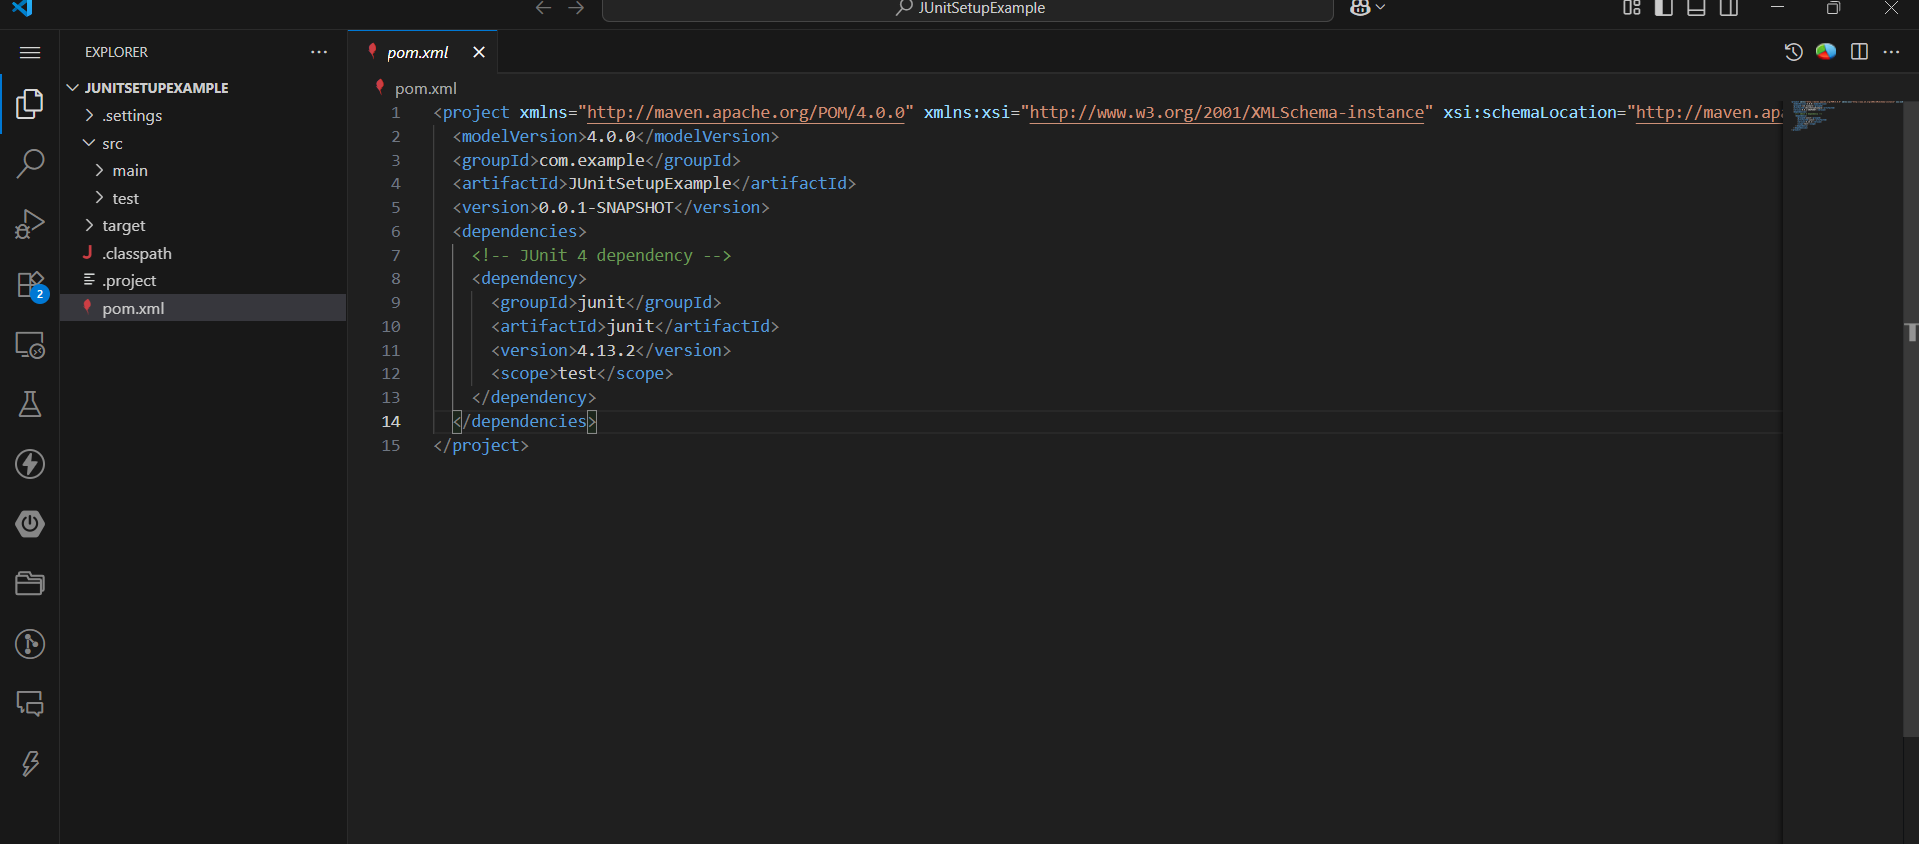 JUnitSetupExample
EXPLORER
JUNITSETUPEXAMPLE
.settings
src
main
test
target
.classpath
.project
pom.xml
2
pom.xml
pom.xml
1 <project xmlns="http://maven.apache.org/POM/4.0.0" xmlns:xsi="http://www.w3.org/2001/XMLSchema-instance" xsi:schemaLocation="http://maven.apa
2 <modelVersion>4.0.0</modelVersion>
3 <groupId>com.example</groupId>
4 <artifactId>JUnitSetupExample</artifactId>
5 <version>0.0.1-SNAPSHOT</version>
6 <dependencies>
7 <!-- JUnit 4 dependency -->
8 <dependency>
9 <groupId>junit</groupId>
10 <artifactId>junit</artifactId>
11 <version>4.13.2</version>
12 <scope>test</scope>
13 </dependency>
14 </dependencies>
15 </project>